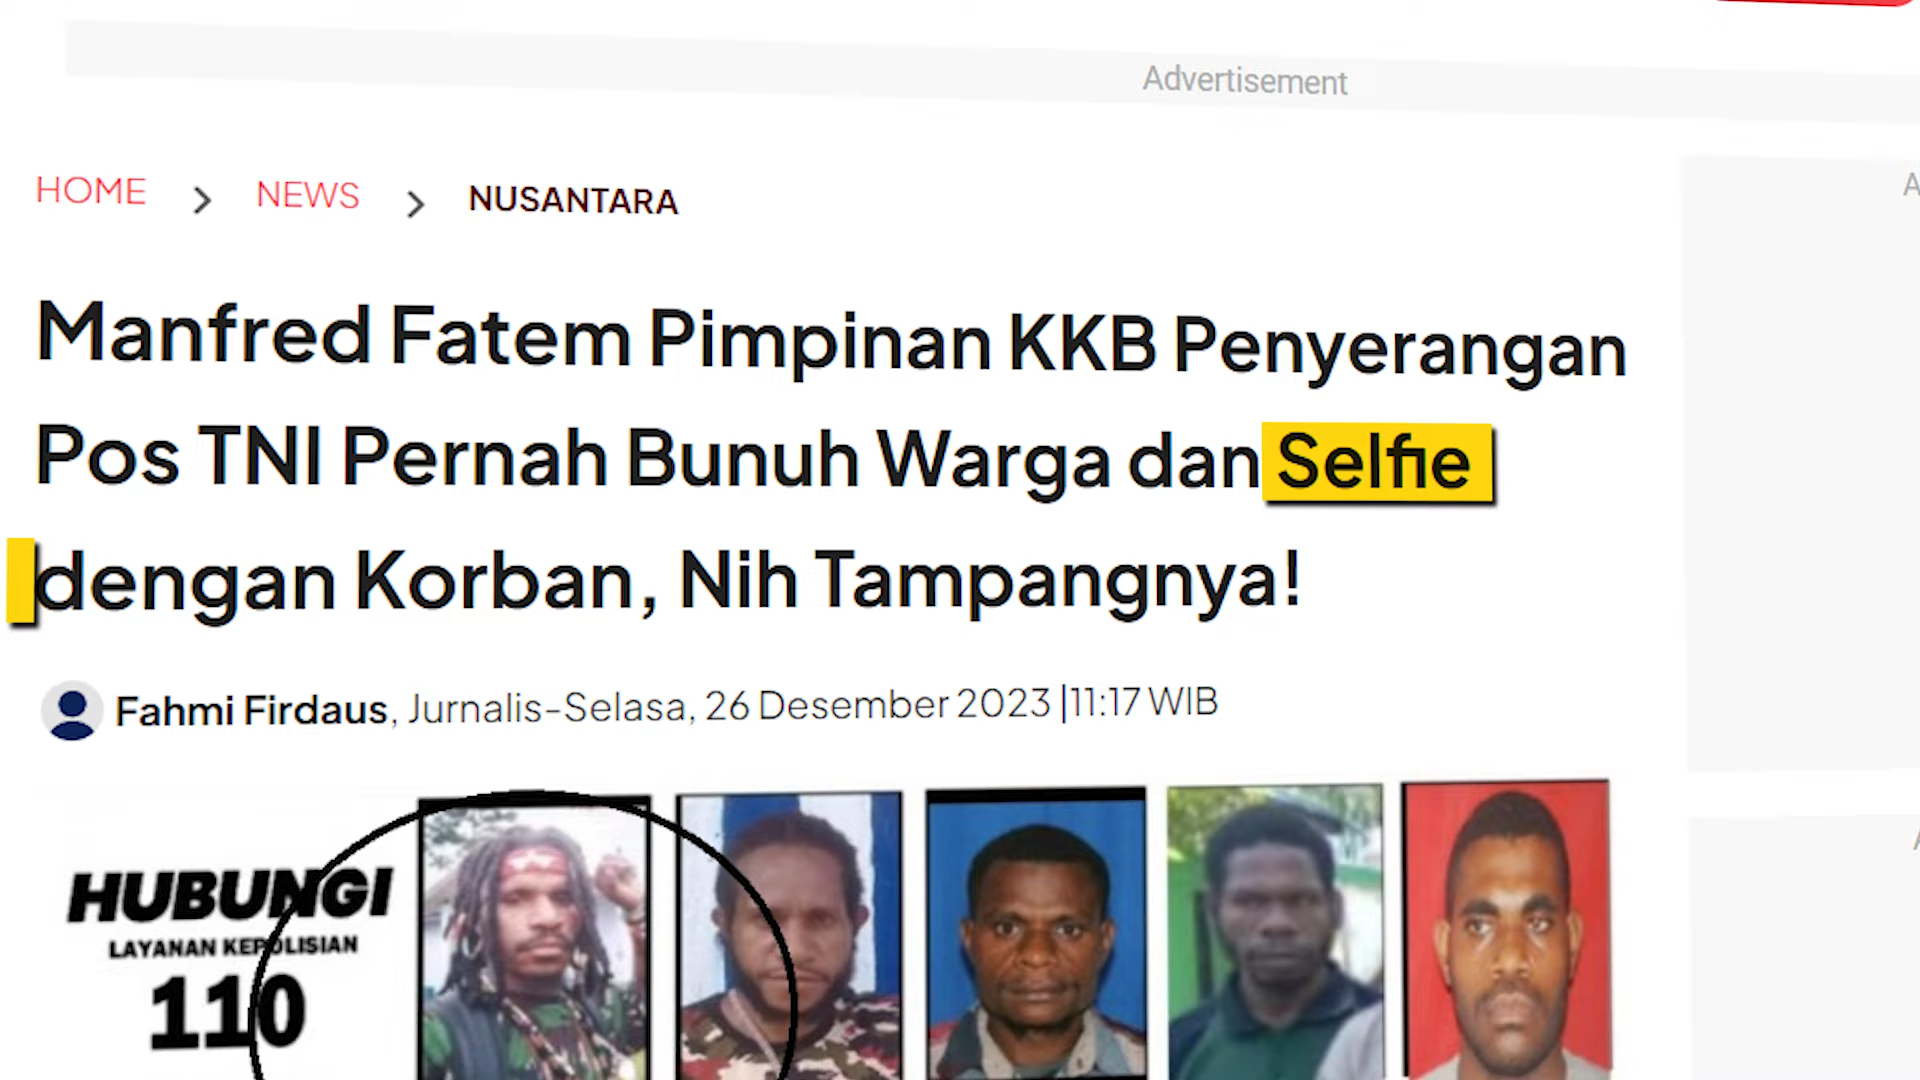 Advertisement
HOME > NEWS > NUSANTARA
Manfred Fatem Pimpinan KKB Penyerangan
Pos TNI Pernah Bunuh Warga dan Selfie
dengan Korban, Nih Tampangnya!
Fahmi Firdaus, Jurnalis-Selasa, 26 Desember 2023 |11:17 WIB
HUBUNGI
LAYANAN KEPOLISIAN
110